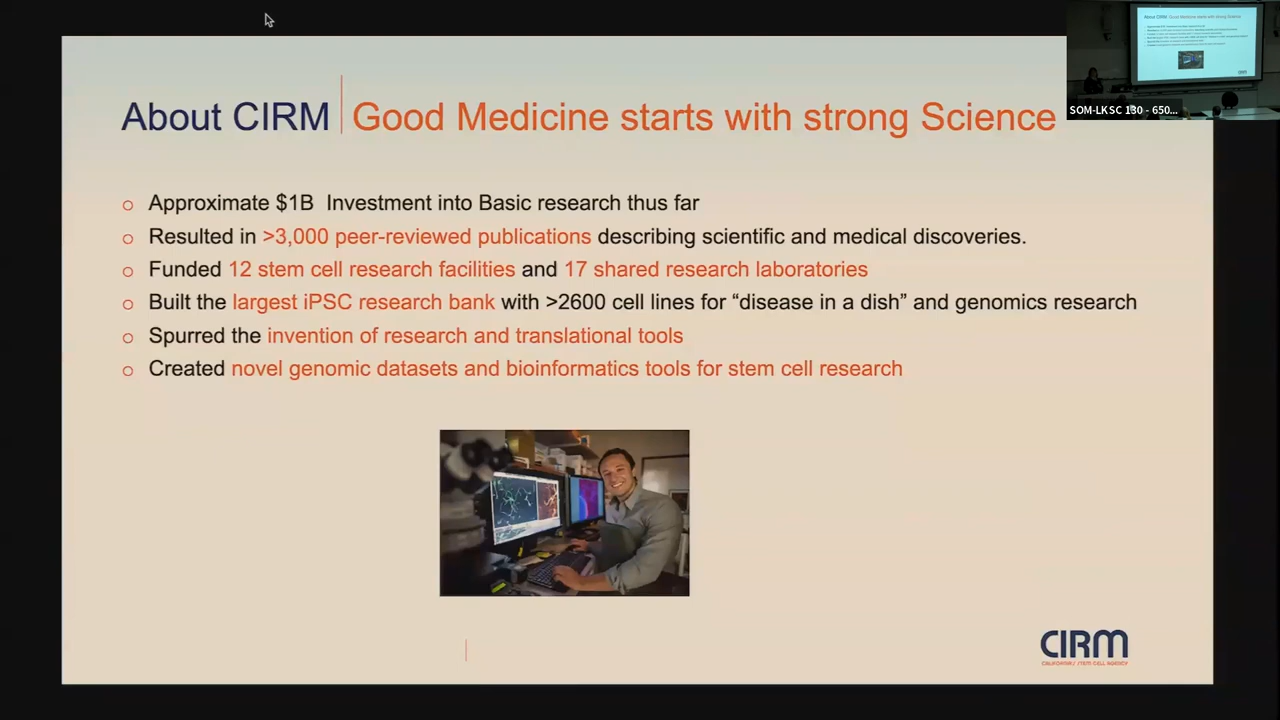 About CIRM Good Medicine starts with strong Science
SOM-LKSC 130 - 650...
Approximate $1B Investment into Basic research thus far
Resulted in >3,000 peer-reviewed publications describing scientific and medical discoveries.
Funded 12 stem cell research facilities and 17 shared research laboratories
Built the largest iPSC research bank with >2600 cell lines for “disease in a dish” and genomics research
Spurred the invention of research and translational tools
Created novel genomic datasets and bioinformatics tools for stem cell research
CIRM
CALIFORNIA'S STEM CELL AGENCY